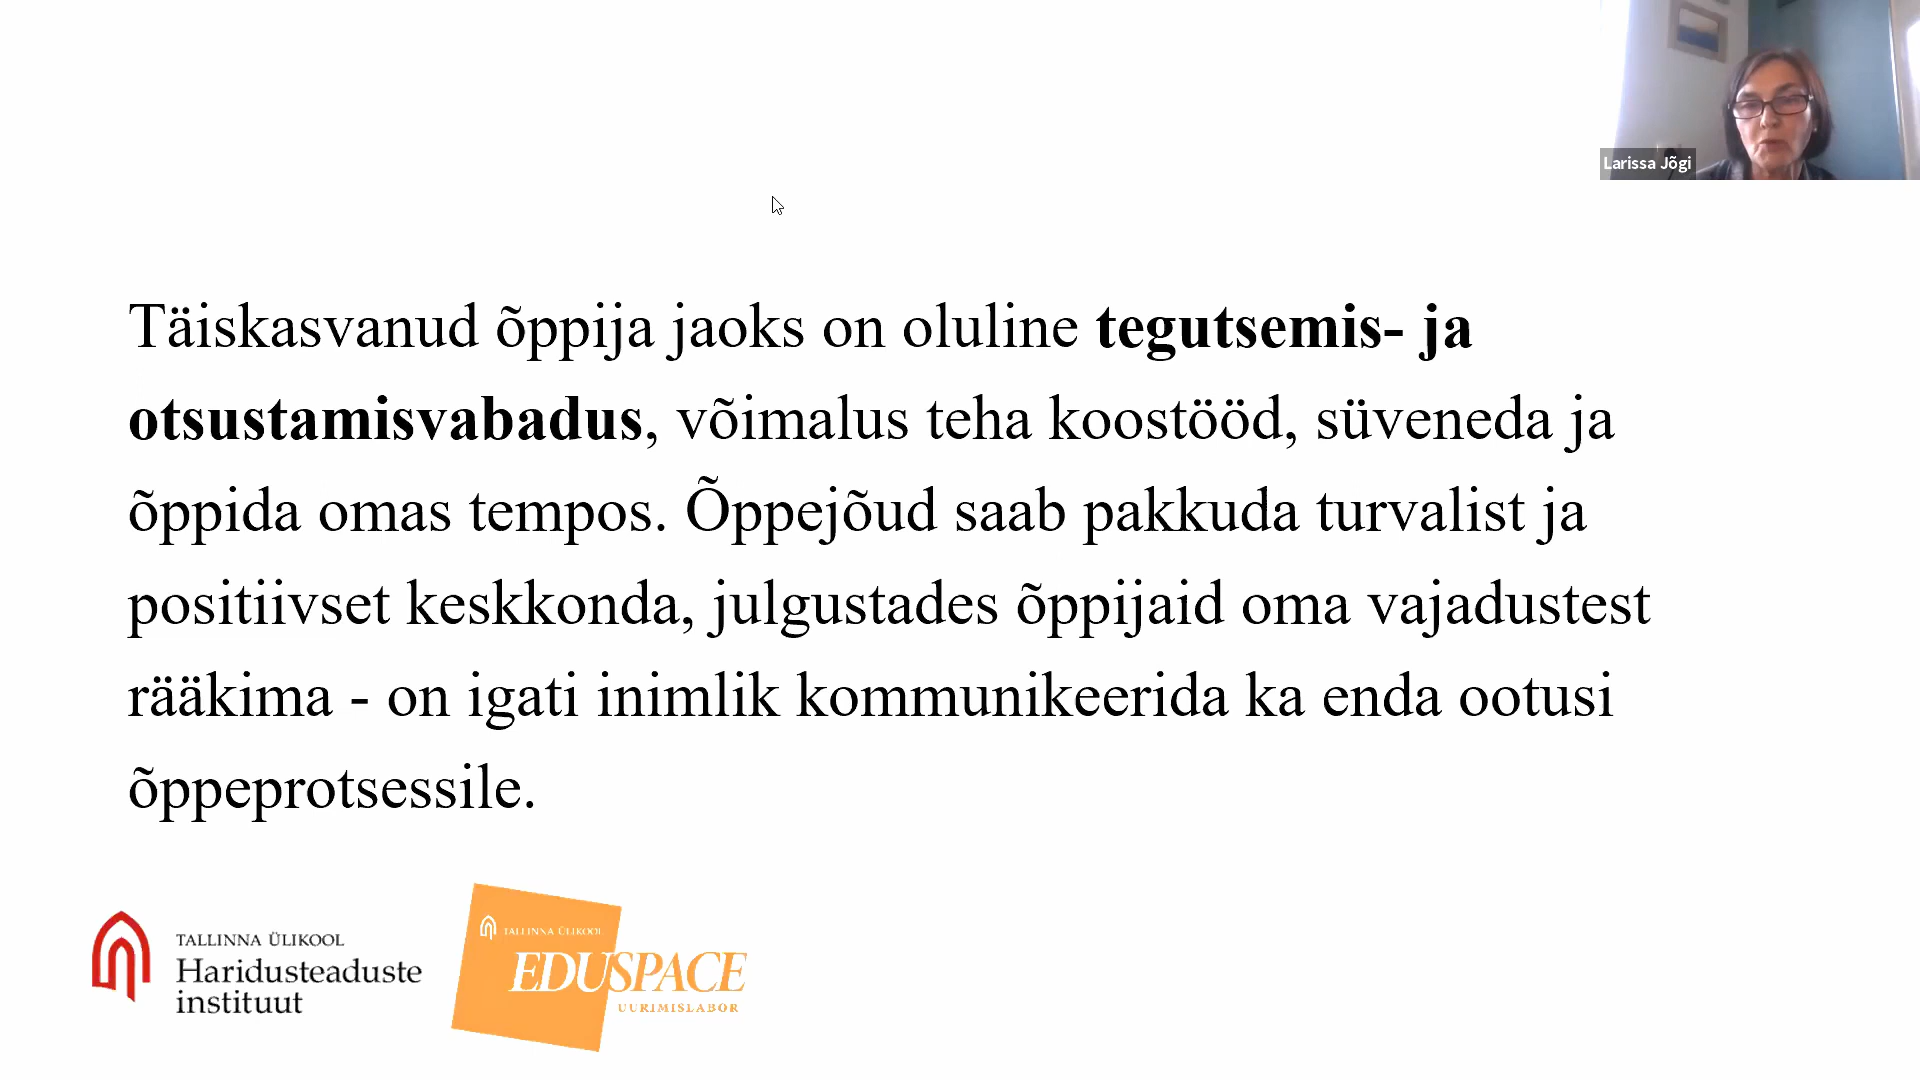 Larissa Jõgi
Täiskasvanud õppija jaoks on oluline tegutsemis- ja
otsustamisvabadus, võimalus teha koostööd, süveneda ja
õppida omas tempos. Õppejõud saab pakkuda turvalist ja
positiivset keskkonda, julgustades õppijaid oma vajadustest
rääkima - on igati inimlik kommunikeerida ka enda ootusi
õppeprotsessile.
TALLINNA ÜLIKOOL
Haridusteaduste
instituut
TALLINNA ÜLIKOOL
EDUSPACE
UURIMISLABOR